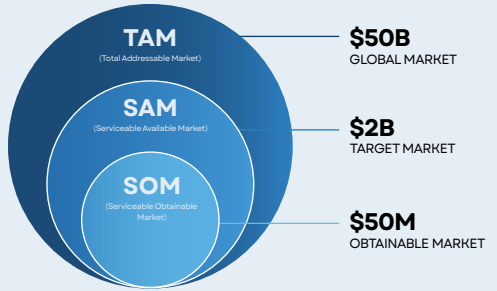 TAM
(Total Addressable Market)
$50B
GLOBAL MARKET
SAM
(Serviceable Available Market)
$2B
TARGET MARKET
SOM
(Serviceable Obtainable
Market)
$50M
OBTAINABLE MARKET